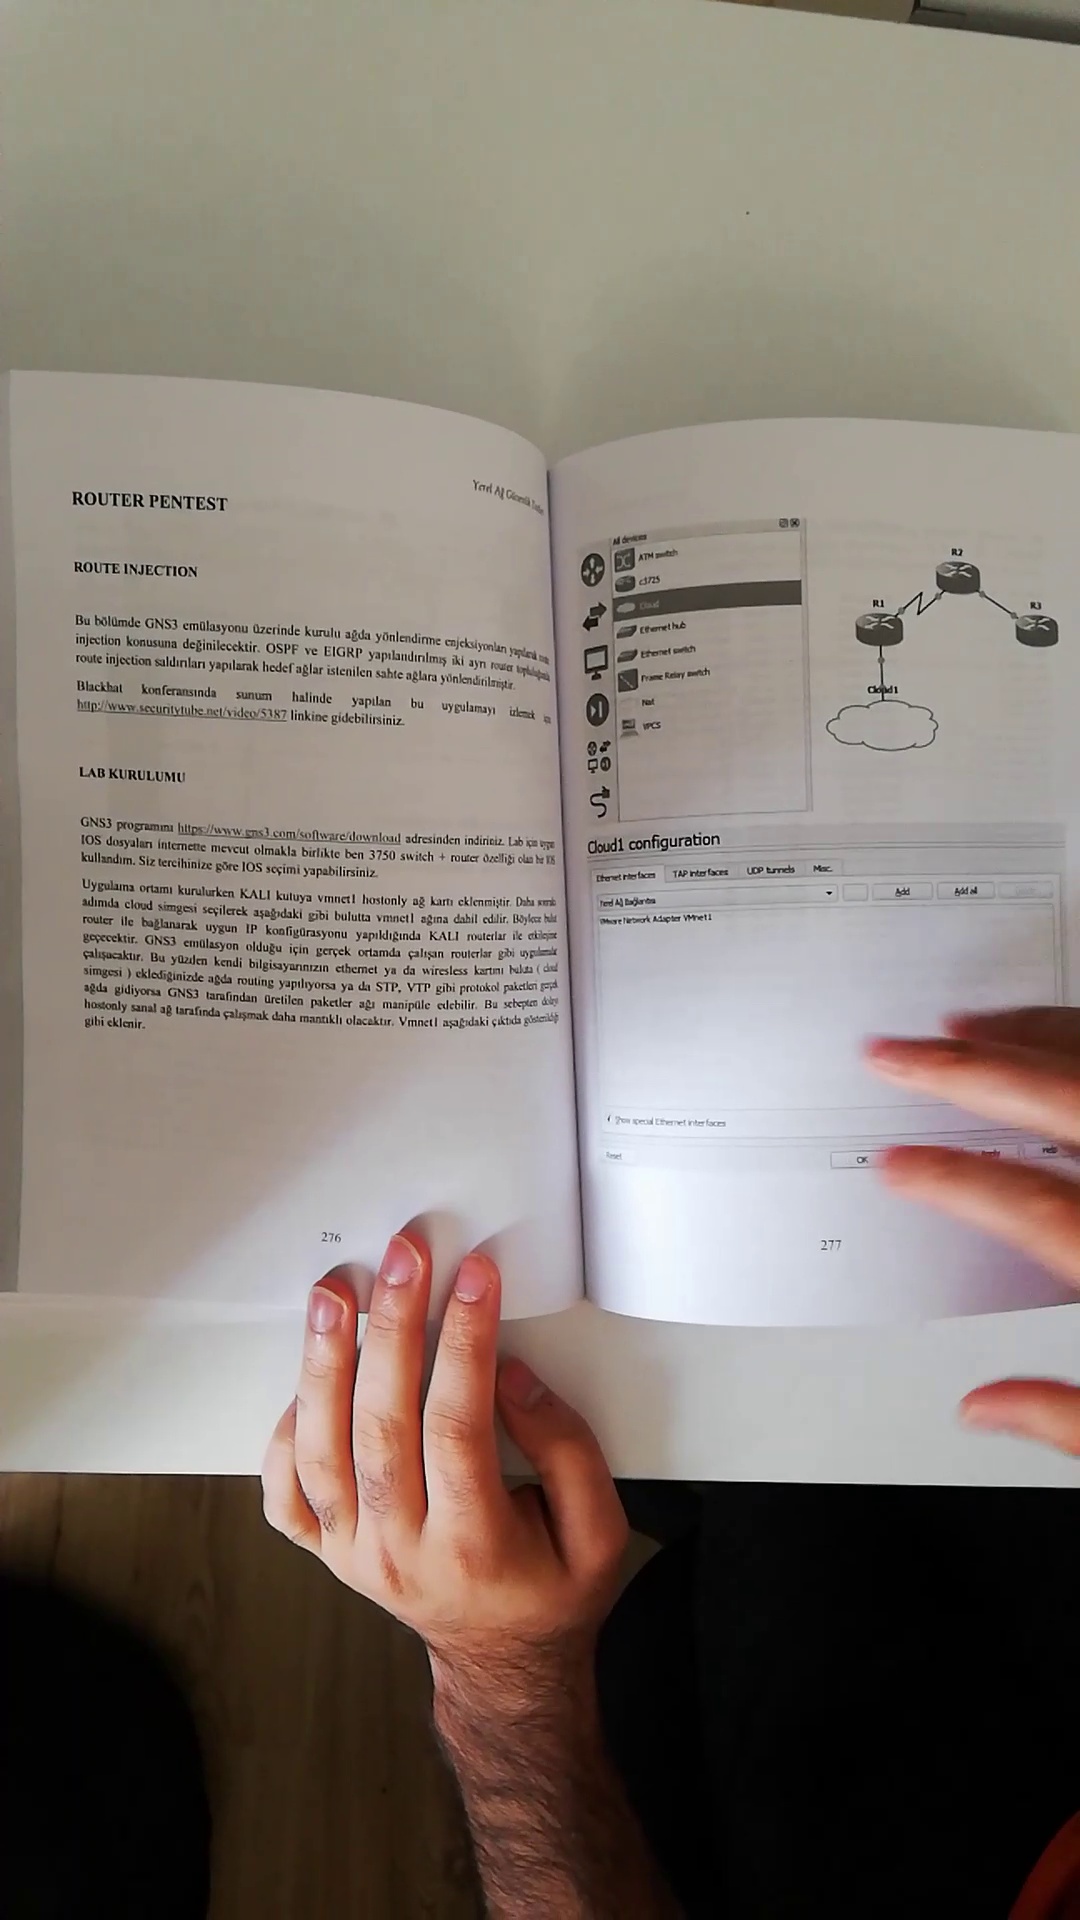 Yerel Ağ Güvenlik
ROUTER PENTEST
ROUTE INJECTION
Bu bölümde GNS3 emülasyonu üzerinde kurulu ağda yönlendirme enjeksiyonları yapılarak route
injection konusuna değinilecektir. OSPF ve EIGRP yapılandırılmış iki ayrı router topluluğunda
route injection saldırıları yapılarak hedef ağlar istenilen sahte ağlara yönlendirilmiştir.
Blackhat konferansında sunum halinde yapılan bu uygulamayı izlemek için
http://www.securitytube.net/video/5387 linkine gidebilirsiniz.
LAB KURULUMU
GNS3 programını https://www.gns3.com/software/download adresinden indiriniz. Lab için uygun
IOS dosyaları internette mevcut olmakla birlikte ben 3750 switch + router özelliği olan bir IOS
kullandım. Siz tercihinize göre IOS seçimi yapabilirsiniz.
Uygulama ortamı kurulurken KALI kutuya vmnet1 hostonly ağ kartı eklenmiştir. Daha sonraki
adımda cloud simgesi seçilerek aşağıdaki gibi bulutta vmnet1 ağına dahil edilir. Böylece bulut
router ile bağlanarak uygun IP konfigürasyonu yapıldığında KALI routerlar ile etkileşime
geçecektir. GNS3 emülasyon olduğu için gerçek ortamda çalışan routerlar gibi uygulamalar
çalışacaktır. Bu yüzden kendi bilgisayarınızın ethernet ya da wiresless kartını buluta ( cloud
simgesi ) eklediğinizde ağda routing yapılıyorsa ya da STP, VTP gibi protokol paketleri gerçek
ağda gidiyorsa GNS3 tarafından üretilen paketler ağı manipüle edebilir. Bu sebepten dolayı
hostonly sanal ağ tarafında çalışmak daha mantıklı olacaktır. Vmnet1 aşağıdaki çıktıda gösterildiği
gibi eklenir.
276
All devices
ATM switch
c3725
Cloud
Ethernet hub
Ethernet switch
Frame Relay switch
Nat
VPCS
R2
R1
R3
Cloud1
Cloud1 configuration
Ethernet interfaces TAP interfaces UDP tunnels Misc.
Yerel Ağ Bağlantısı Add Add all
VMware Network Adapter VMnet1
Show special Ethernet interfaces
Reset OK Apply Help
277